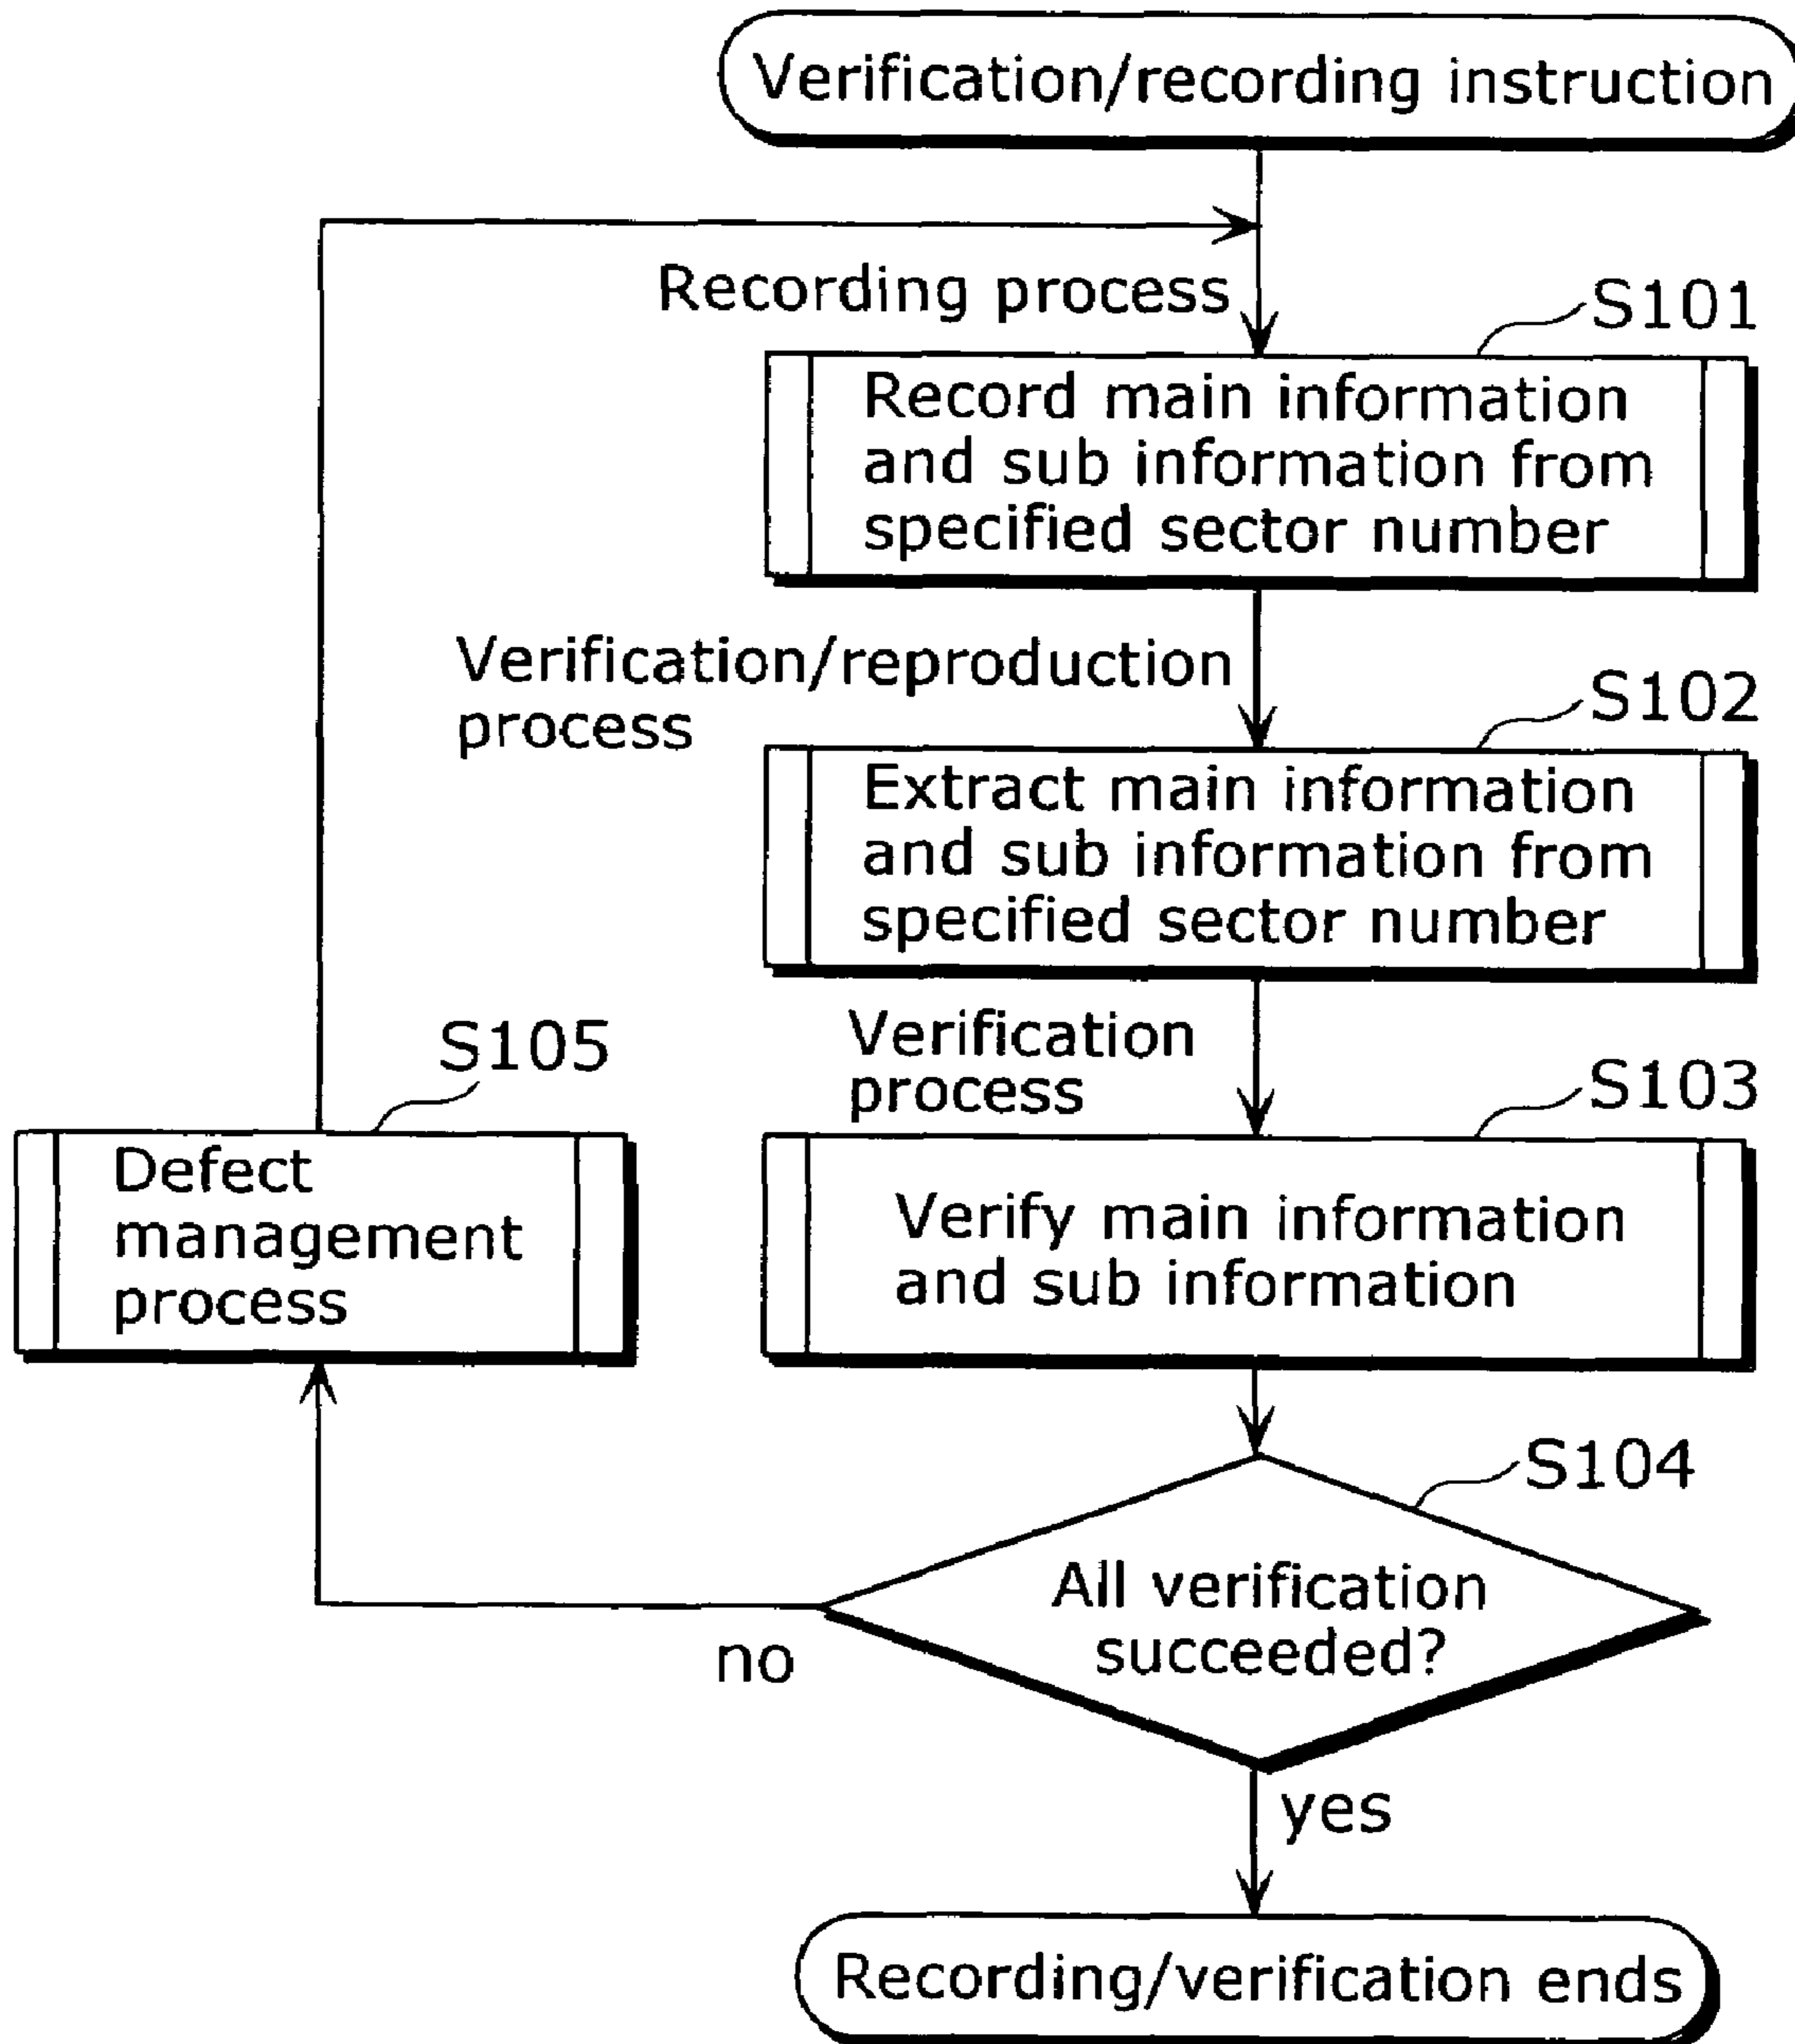 Verification/recording instruction
Recording process
S101
Record main information
and sub information from
specified sector number
Verification/reproduction
process
S102
Extract main information
and sub information from
specified sector number
Verification
process
S103
Verify main information
and sub information
S105
Defect
management
process
S104
All verification
succeeded?
no
yes
Recording/verification ends